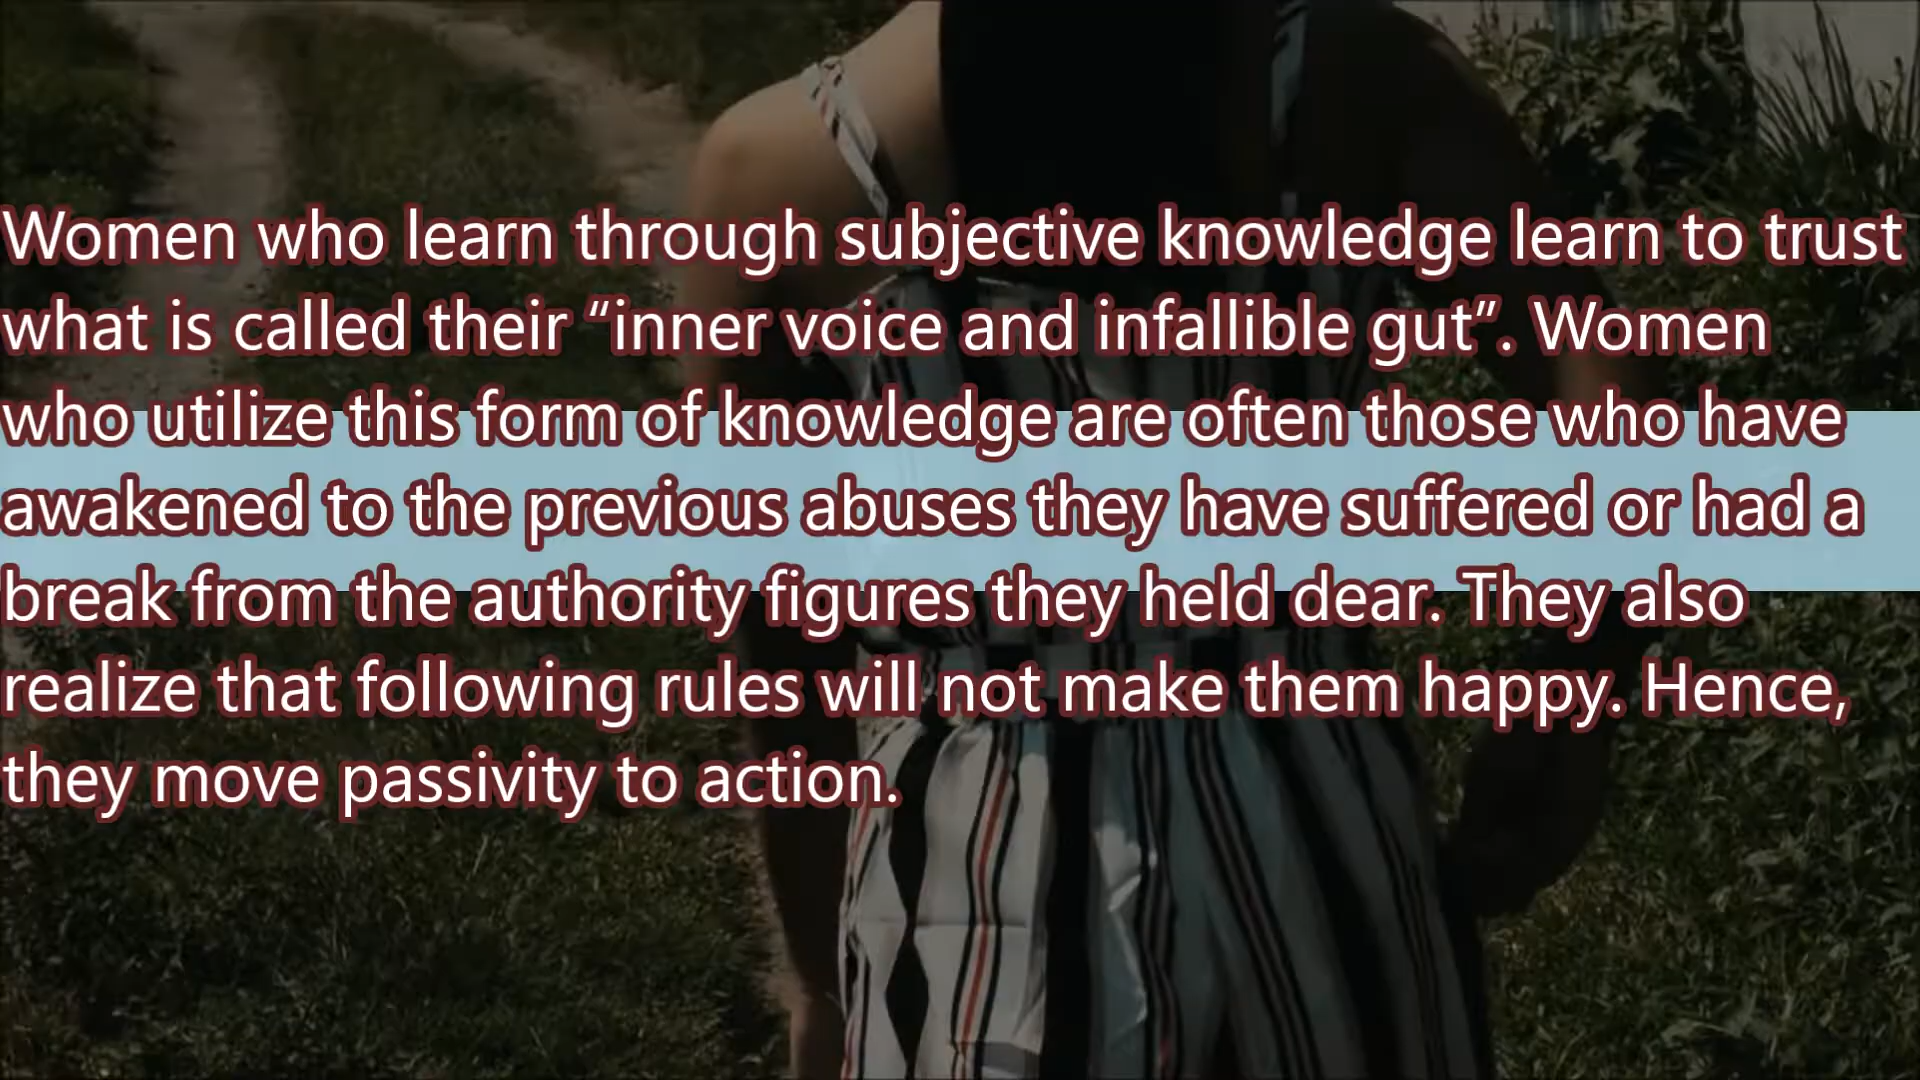 Women who learn through subjective knowledge learn to trust
what is called their “inner voice and infallible gut”. Women
who utilize this form of knowledge are often those who have
awakened to the previous abuses they have suffered or had a
break from the authority figures they held dear. They also
realize that following rules will not make them happy. Hence,
they move passivity to action.